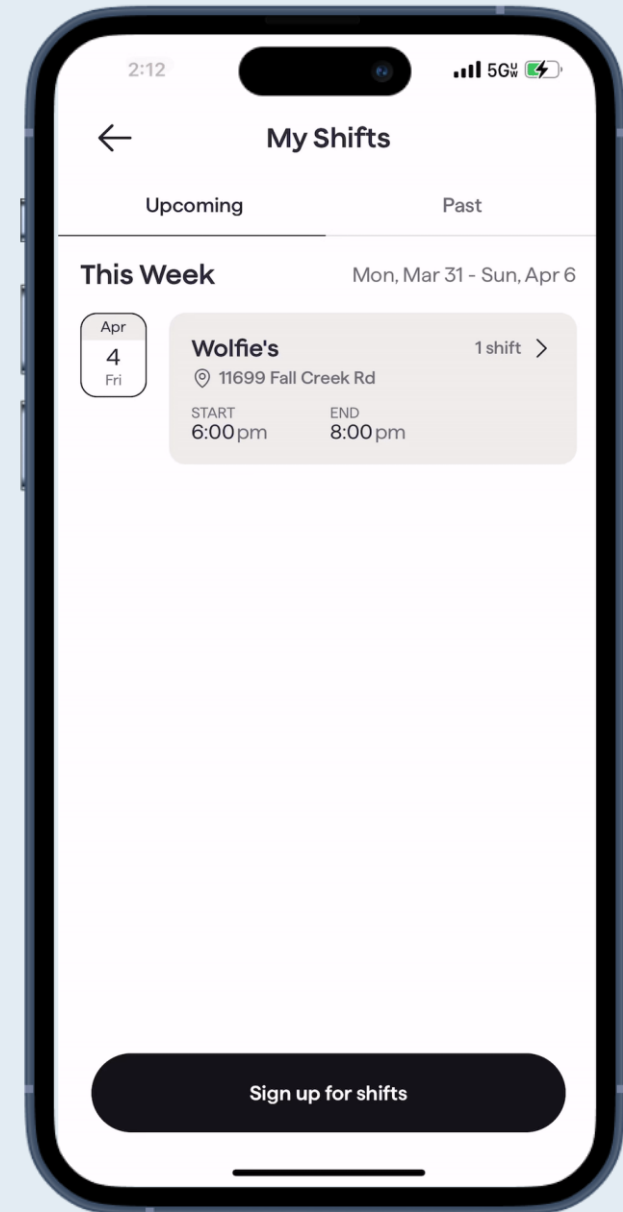 2:12 5G UW
My Shifts
Upcoming Past
This Week Mon, Mar 31 - Sun, Apr 6
Apr
4
Fri
Wolfie's 1 shift
11699 Fall Creek Rd
START END
6:00 pm 8:00 pm
Sign up for shifts